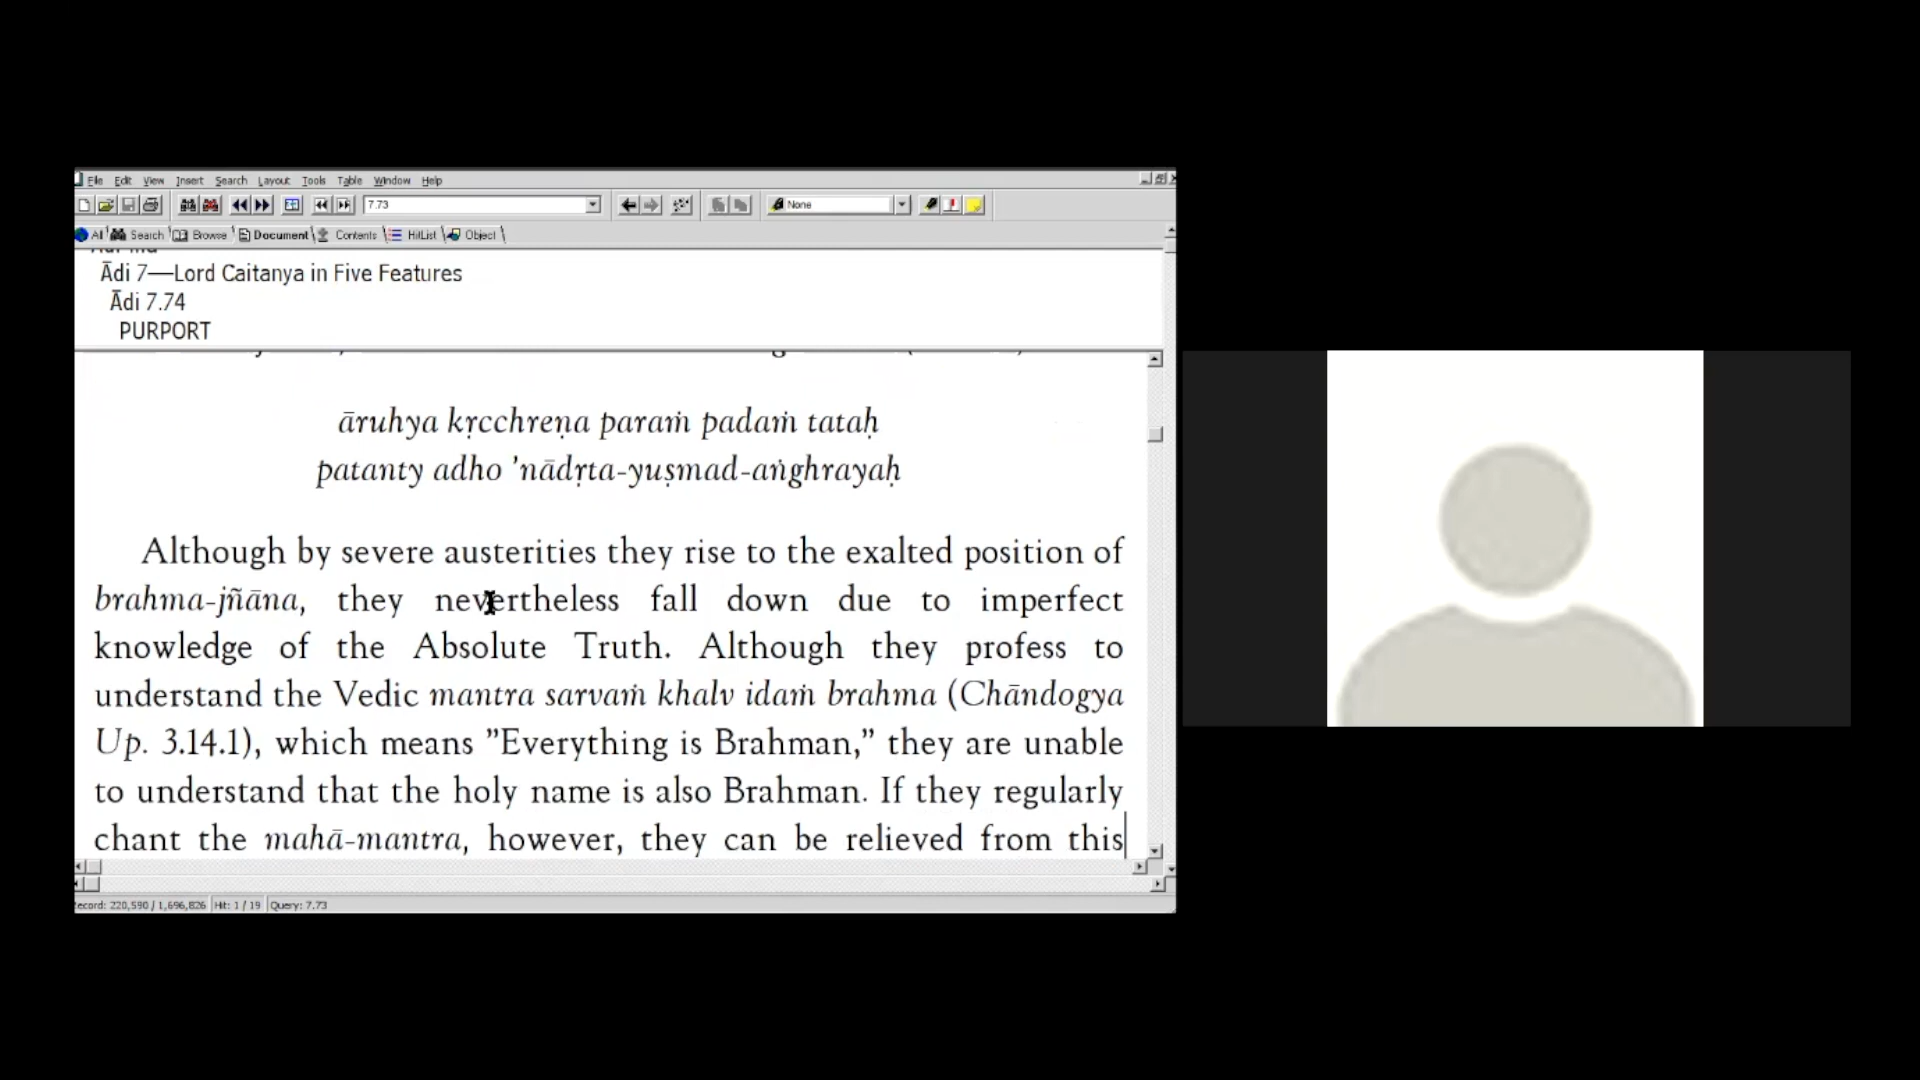 File Edit View Insert Search Layout Tools Table Window Help
7.73 None
All Search Browse Document Contents HitList Object
Ādi 7—Lord Caitanya in Five Features
Ādi 7.74
PURPORT
āruhya kṛcchreṇa paraṁ padaṁ tataḥ
patanty adho ’nādṛta-yuṣmad-aṅghrayaḥ
Although by severe austerities they rise to the exalted position of
brahma-jñāna, they nevertheless fall down due to imperfect
knowledge of the Absolute Truth. Although they profess to
understand the Vedic mantra sarvaṁ khalv idaṁ brahma (Chāndogya
Up. 3.14.1), which means ”Everything is Brahman,” they are unable
to understand that the holy name is also Brahman. If they regularly
chant the mahā-mantra, however, they can be relieved from this
ecord: 220,590 / 1,696,826 Hit: 1 / 19 Query: 7.73